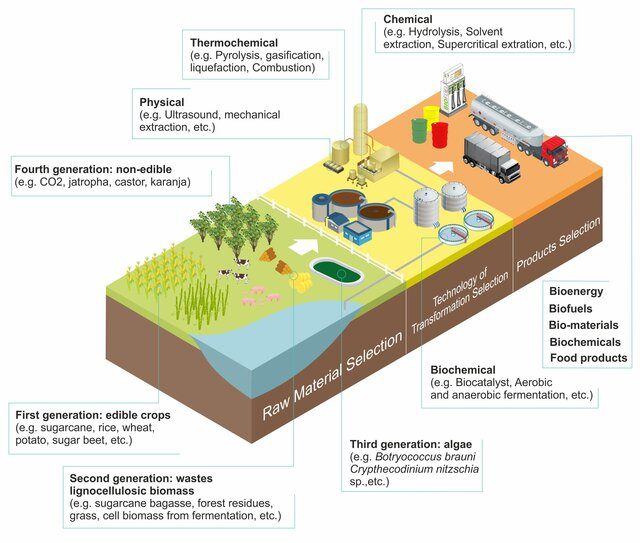 Chemical
(e.g. Hydrolysis, Solvent
extraction, Supercritical extration, etc.)
Thermochemical
(e.g. Pyrolysis, gasification,
liquefaction, Combustion)
Physical
(e.g. Ultrasound, mechanical
extraction, etc.)
Fourth generation: non-edible
(e.g. CO2, jatropha, castor, karanja)
Raw Material Selection
Technology of
Transformation Selection
Products Selection
Bioenergy
Biofuels
Bio-materials
Biochemicals
Food products
Biochemical
(e.g. Biocatalyst, Aerobic
and anaerobic fermentation, etc.)
First generation: edible crops
(e.g. sugarcane, rice, wheat,
potato, sugar beet, etc.)
Third generation: algae
(e.g. Botryococcus brauni
Crypthecodinium nitzschia
sp.,etc.)
Second generation: wastes
lignocellulosic biomass
(e.g. sugarcane bagasse, forest residues,
grass, cell biomass from fermentation, etc.)